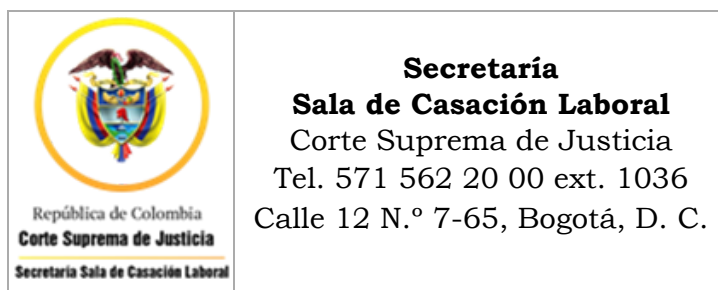 República de Colombia
Corte Suprema de Justicia
Secretaría Sala de Casación Laboral
Secretaría
Sala de Casación Laboral
Corte Suprema de Justicia
Tel. 571 562 20 00 ext. 1036
Calle 12 N.º 7-65, Bogotá, D. C.